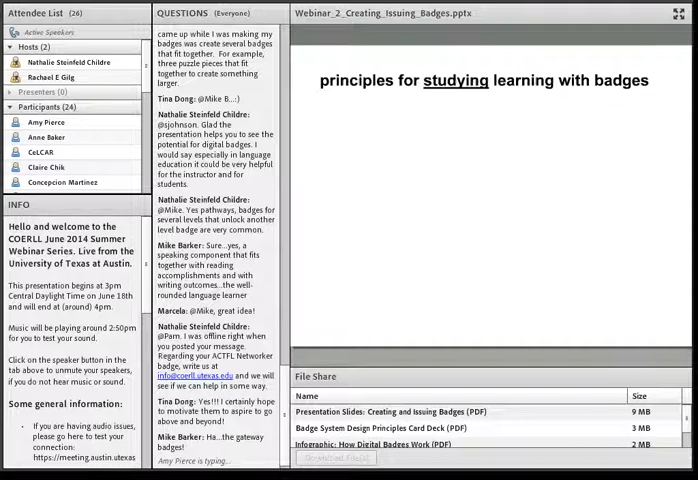 Attendee List (26)
Active Speakers
Hosts (2)
Nathalie Steinfeld Childre
Rachael E Gilg
Presenters (0)
Participants (24)
Amy Pierce
Anne Baker
CeLCAR
Claire Chik
Concepcion Martinez
INFO
Hello and welcome to the
COERLL June 2014 Summer
Webinar Series. Live from the
University of Texas at Austin.
This presentation begins at 3pm
Central Daylight Time on June 18th
and will end at (around) 4pm.
Music will be playing around 2:50pm
for you to test your sound.
Click on the speaker button in the
tab above to unmute your speakers,
if you do not hear music or sound.
Some general information:
• If you are having audio issues,
please go here to test your
connection:
https://meeting.austin.utexas
QUESTIONS (Everyone)
came up while I was making my
badges was create several badges
that fit together. For example,
three puzzle pieces that fit
together to create something
larger.
Tina Dong: @Mike B...:)
Nathalie Steinfeld Childre:
@sjohnson. Glad the
presentation helps you to see the
potential for digital badges. I
would say especially in language
education it could be very helpful
for the instructor and for
students.
Nathalie Steinfeld Childre:
@Mike. Yes pathways, badges for
several levels that unlock another
level badge are very common.
Mike Barker: Sure...yes, a
speaking component that fits
together with reading
accomplishments and with
writing outcomes...the well-
rounded language learner
Marcela: @Mike, great idea!
Nathalie Steinfeld Childre:
@Pam. I was offline right when
you posted your message.
Regarding your ACTFL Networker
badge, write us at
info@coerll.utexas.edu and we will
see if we can help in some way.
Tina Dong: Yes!!! I certainly hope
to motivate them to aspire to go
above and beyond!
Mike Barker: Ha...the gateway
badges!
Amy Pierce is typing...
Webinar_2_Creating_Issuing_Badges.pptx
principles for studying learning with badges
File Share
Name Size
Presentation Slides: Creating and Issuing Badges (PDF) 9 MB
Badge System Design Principles Card Deck (PDF) 3 MB
Infographic: How Digital Badges Work (PDF) 2 MB
Download File(s)